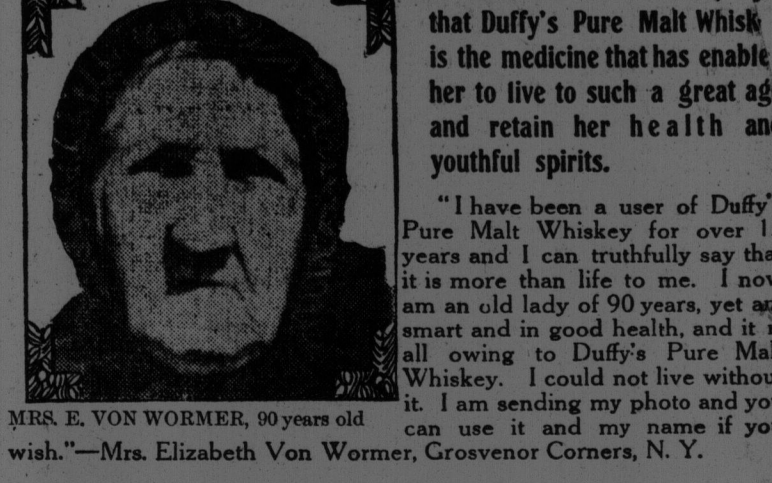 that Duffy's Pure Malt Whisk
is the medicine that has enable
her to live to such a great ag
and retain her health an
youthful spirits.
"I have been a user of Duffy'
Pure Malt Whiskey for over 1
years and I can truthfully say tha
it is more than life to me. I now
am an old lady of 90 years, yet am
smart and in good health, and it
all owing to Duffy's Pure Mal
Whiskey. I could not live withou
it. I am sending my photo and yo
can use it and my name if yo
MRS. E. VON WORMER, 90 years old
wish."—Mrs. Elizabeth Von Wormer, Grosvenor Corners, N. Y.